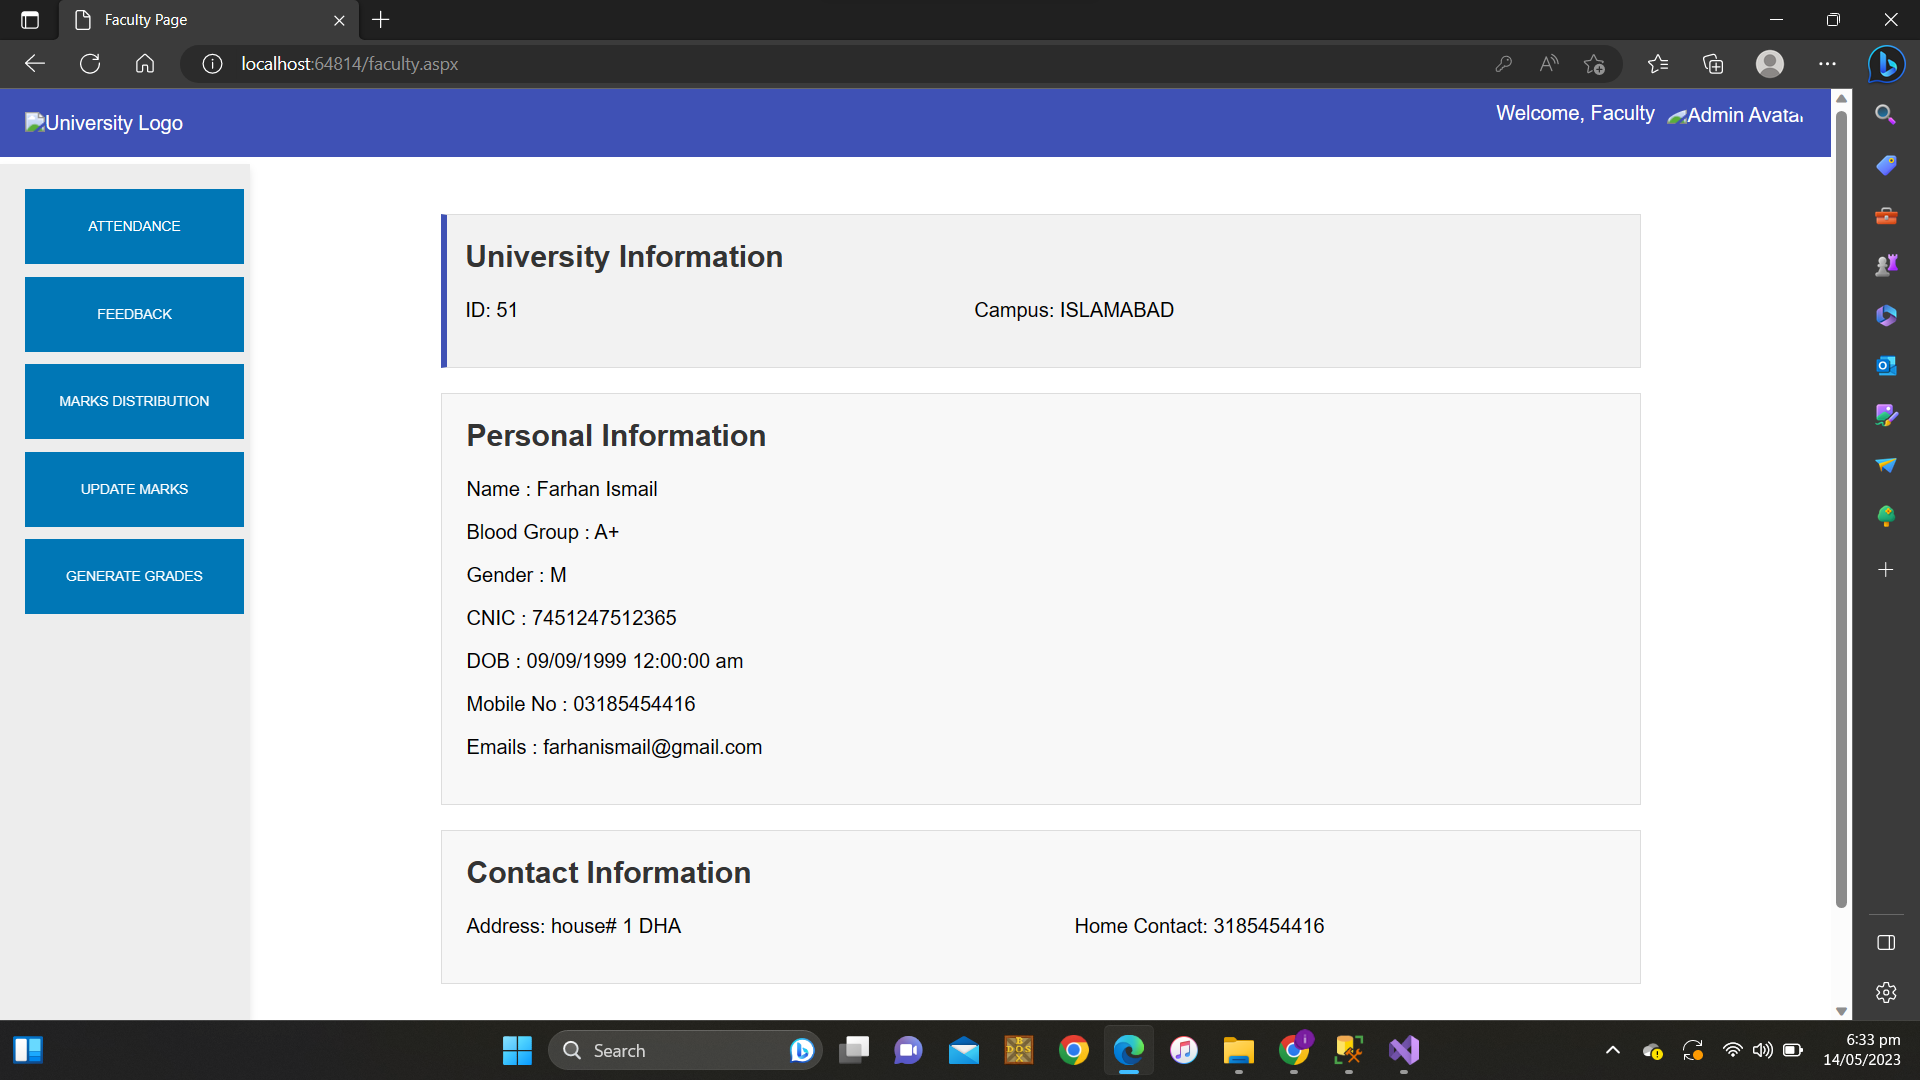 Faculty Page
localhost:64814/faculty.aspx
University Logo
Welcome, Faculty
Admin Avatar
ATTENDANCE
FEEDBACK
MARKS DISTRIBUTION
UPDATE MARKS
GENERATE GRADES
University Information
ID: 51
Campus: ISLAMABAD
Personal Information
Name : Farhan Ismail
Blood Group : A+
Gender : M
CNIC : 7451247512365
DOB : 09/09/1999 12:00:00 am
Mobile No : 03185454416
Emails : farhanismail@gmail.com
Contact Information
Address: house# 1 DHA
Home Contact: 3185454416
Search
6:33 pm
14/05/2023